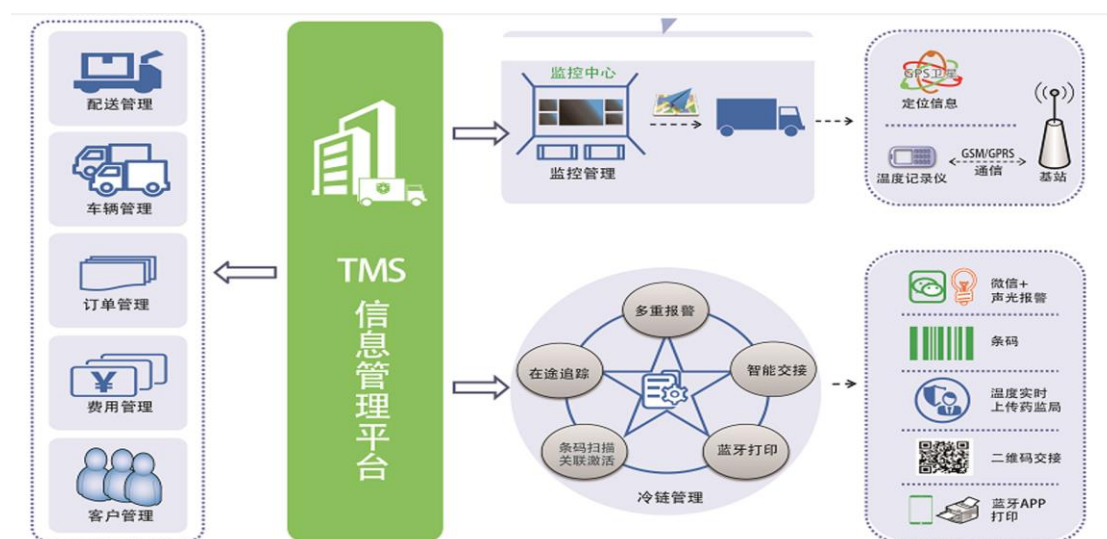 配送管理
车辆管理
订单管理
费用管理
客户管理
TMS
信息管理平台
监控中心
监控管理
GPS卫星
定位信息
温度记录仪
GSM/GPRS
通信
基站
多重报警
在途追踪
智能交接
条码扫描
关联激活
蓝牙打印
冷链管理
微信+
声光报警
条码
温度实时
上传药监局
二维码交接
蓝牙APP
打印